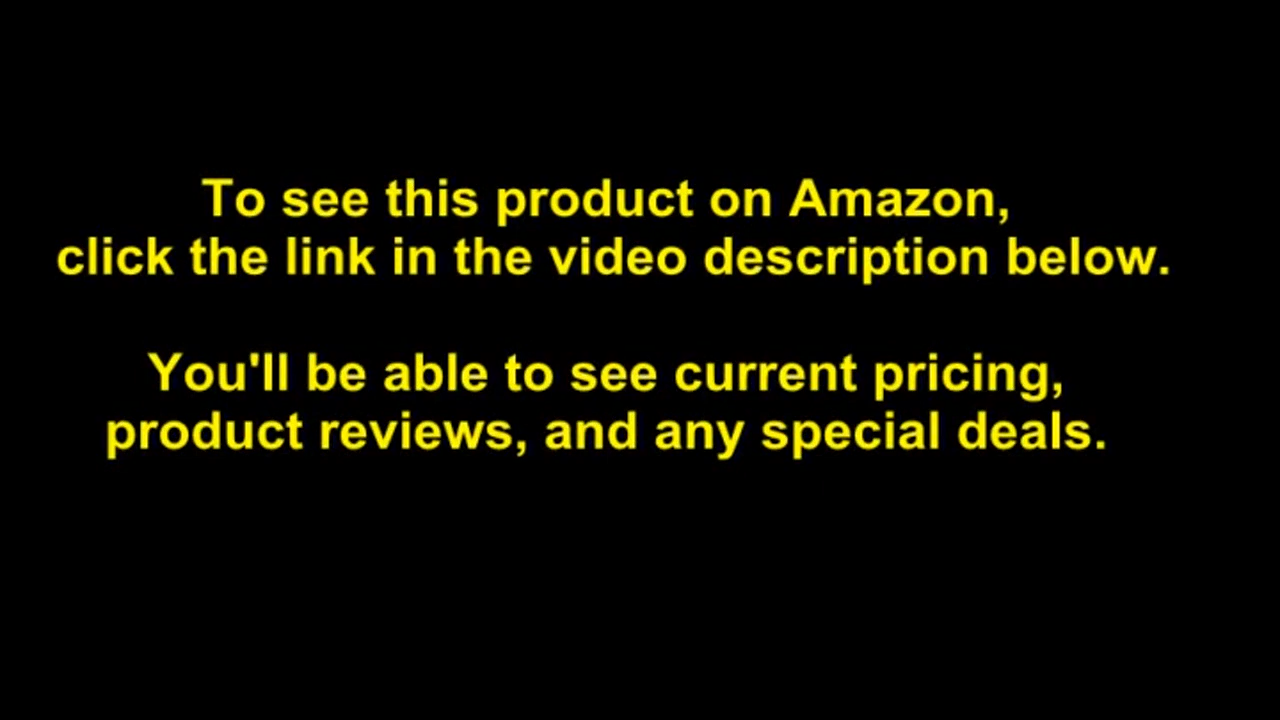 To see this product on Amazon,
click the link in the video description below.
You'll be able to see current pricing,
product reviews, and any special deals.